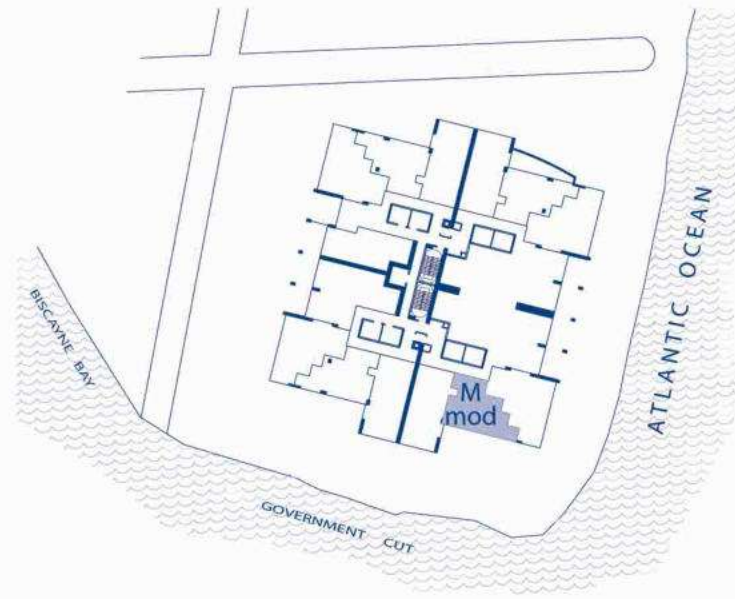 ATLANTIC OCEAN
BISCAYNE BAY
M
mod
GOVERNMENT CUT